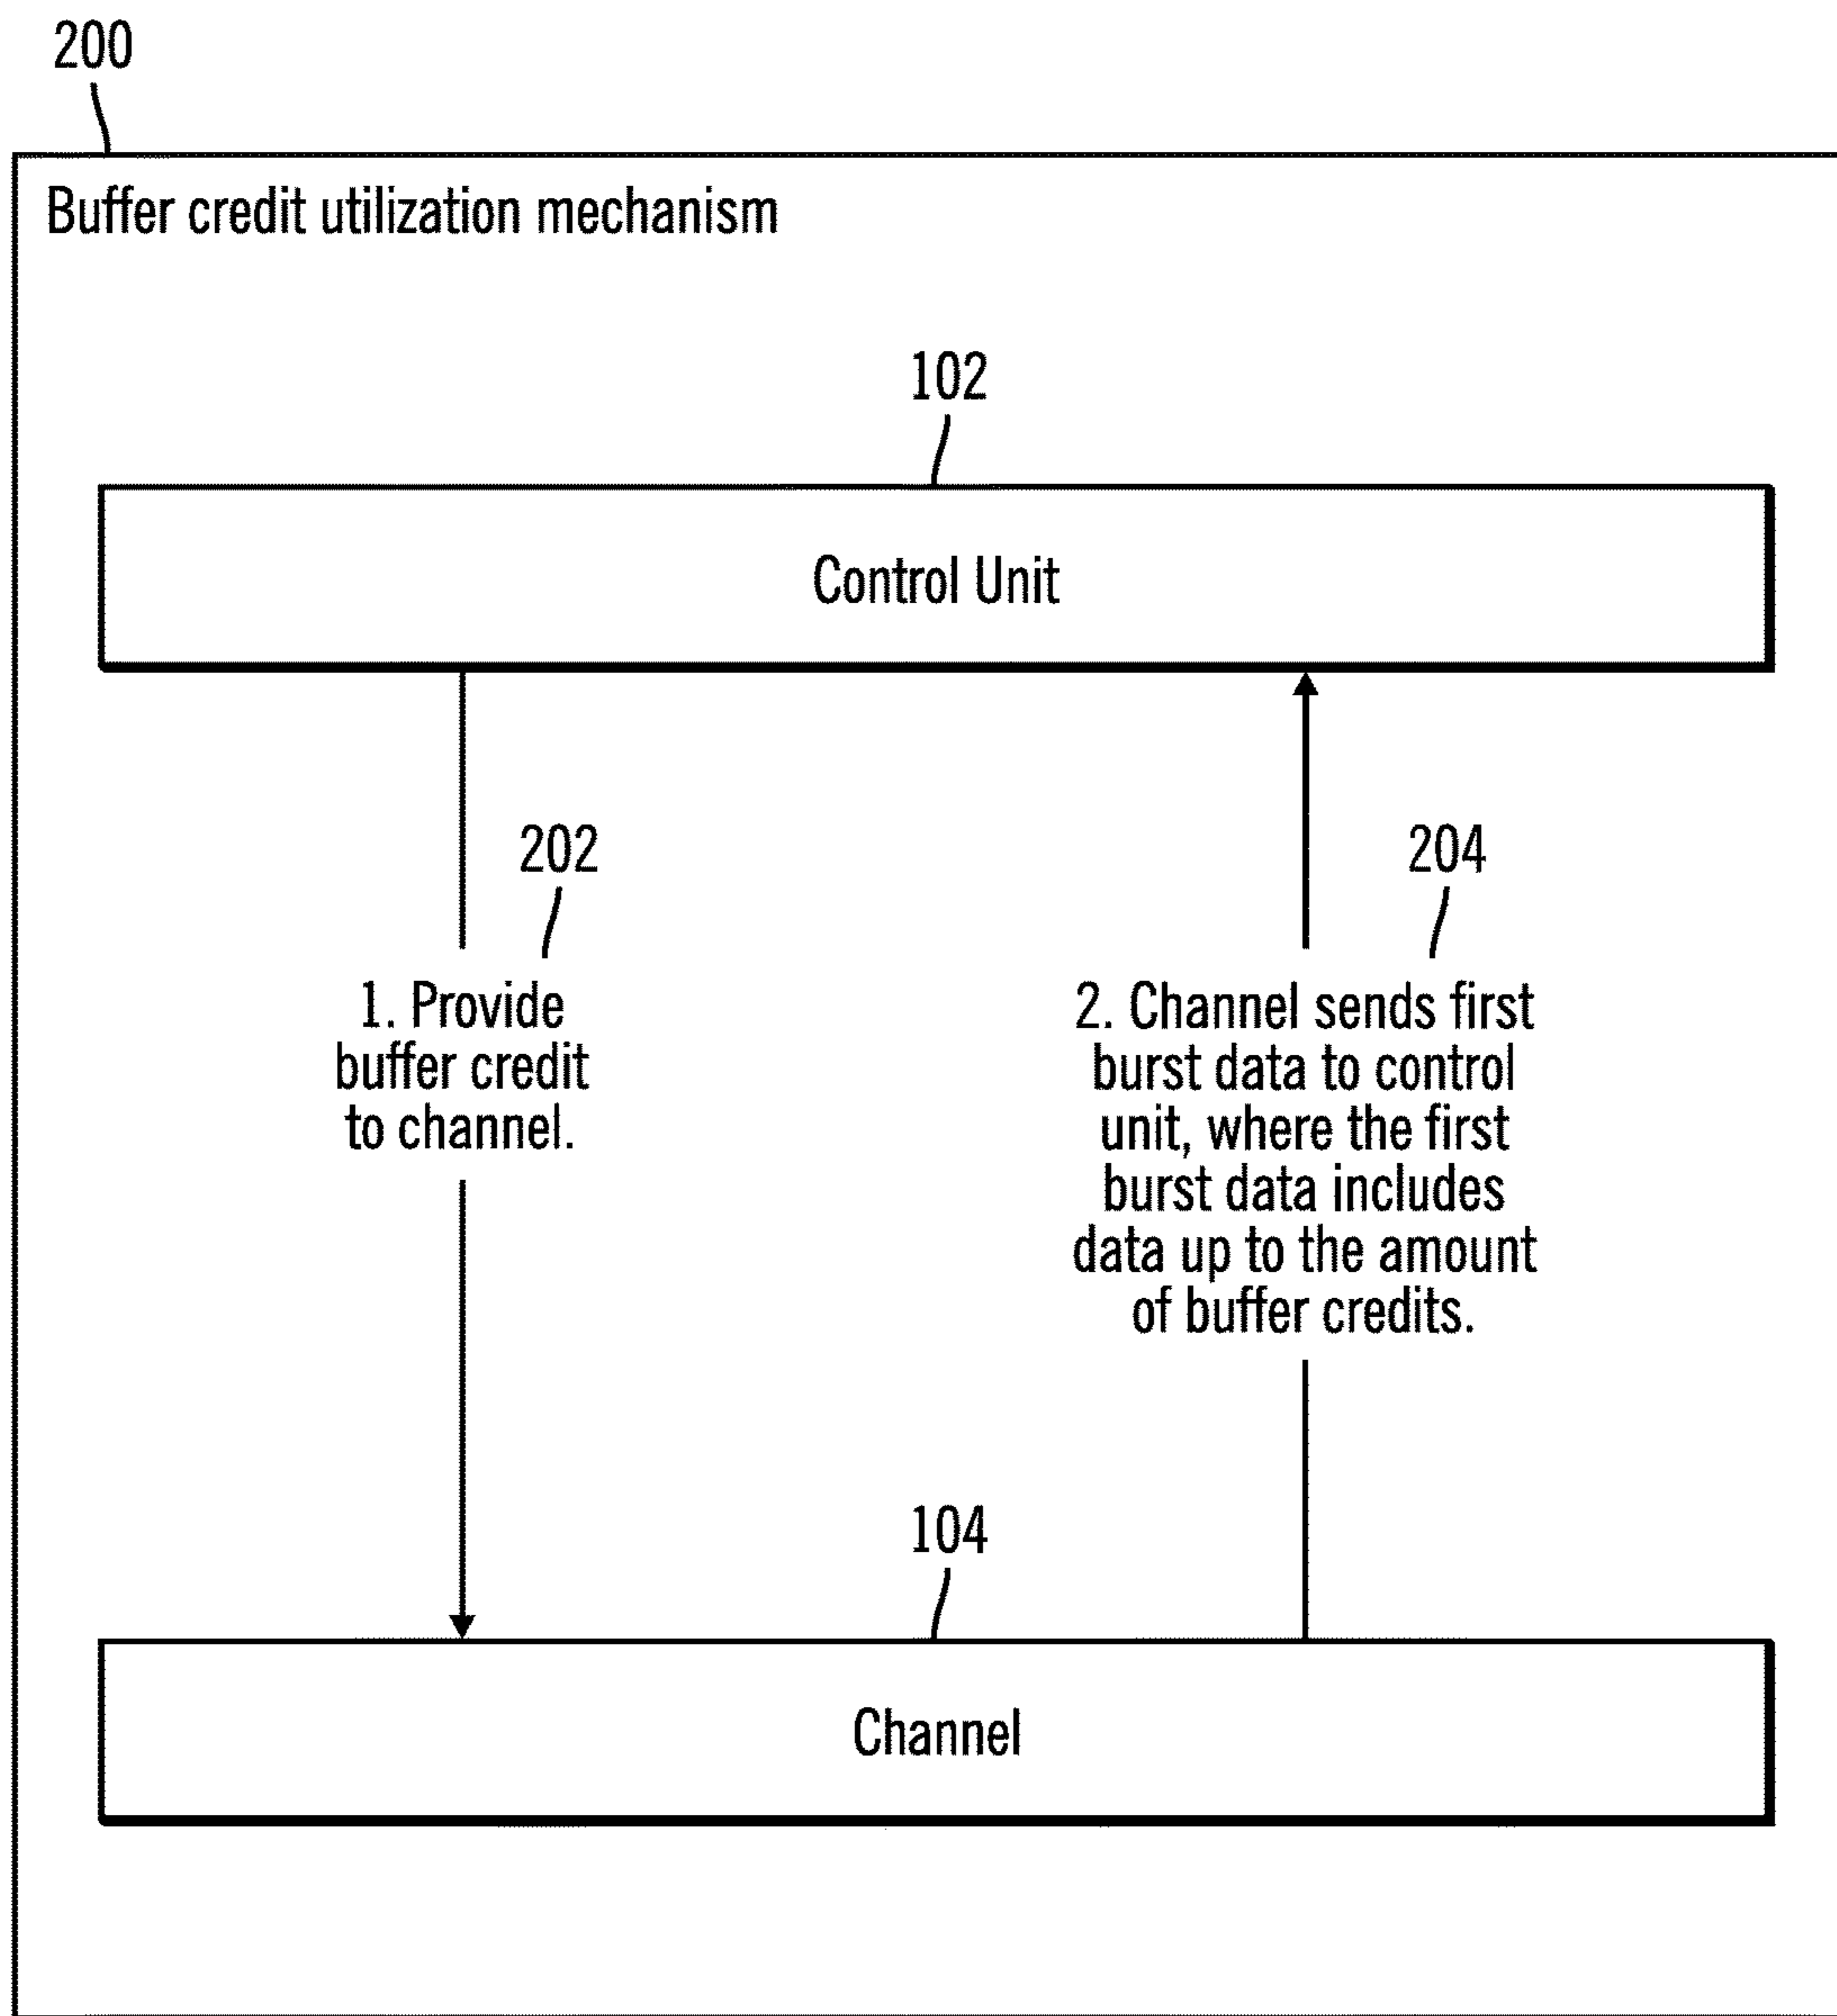 200
Buffer credit utilization mechanism
102
Control Unit
202
1. Provide
buffer credit
to channel.
204
2. Channel sends first
burst data to control
unit, where the first
burst data includes
data up to the amount
of buffer credits.
104
Channel